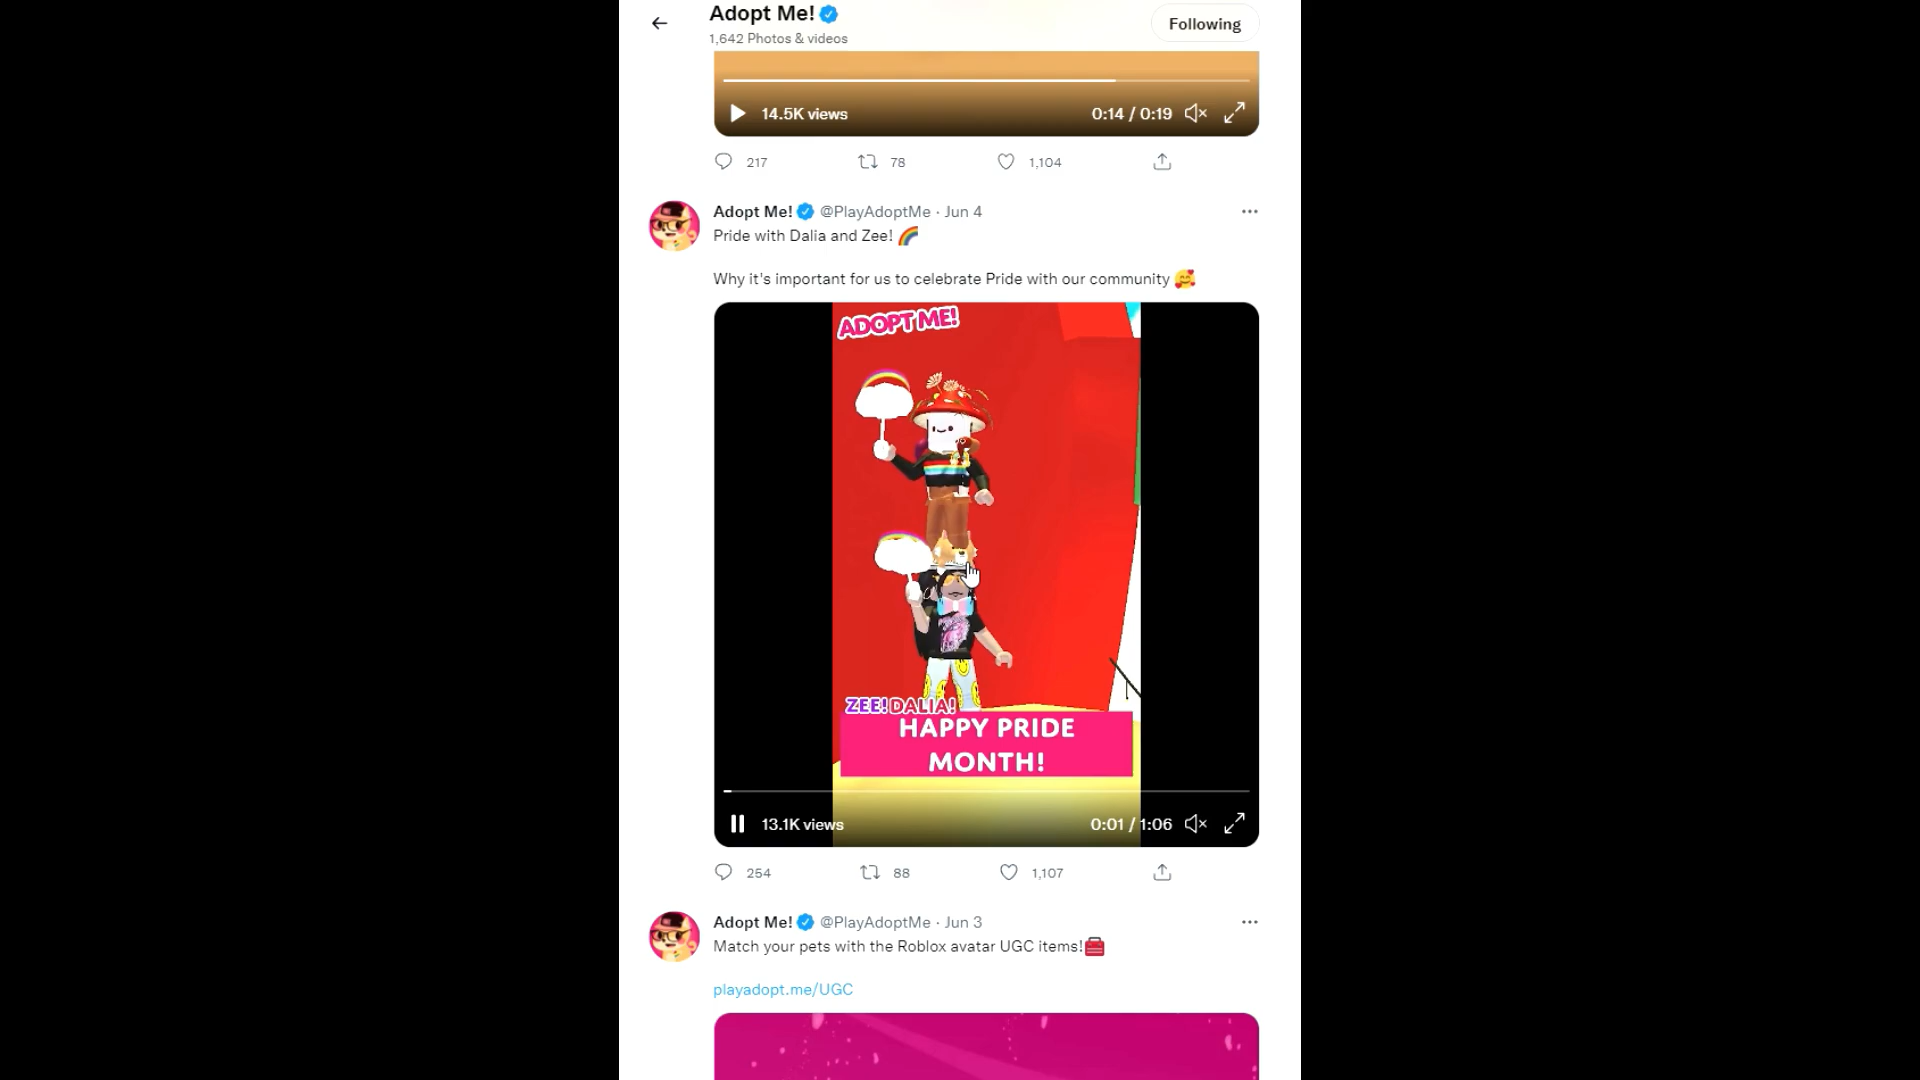 Adopt Me!
1,642 Photos & videos
Following
14.5K views
0:14 / 0:19
217
78
1,104
Adopt Me! @PlayAdoptMe · Jun 4
Pride with Dalia and Zee! 🌈
Why it's important for us to celebrate Pride with our community 🥰
ADOPT ME!
ZEE! DALIA!
HAPPY PRIDE
MONTH!
13.1K views
0:01 / 1:06
254
88
1,107
Adopt Me! @PlayAdoptMe · Jun 3
Match your pets with the Roblox avatar UGC items!🧰
playadopt.me/UGC